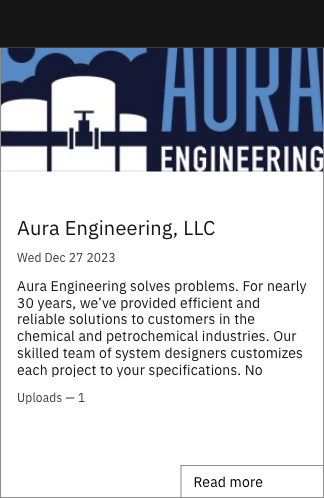 AURA
ENGINEERING
Aura Engineering, LLC
Wed Dec 27 2023
Aura Engineering solves problems. For nearly
30 years, we’ve provided efficient and
reliable solutions to customers in the
chemical and petrochemical industries. Our
skilled team of system designers customizes
each project to your specifications. No
Uploads — 1
Read more